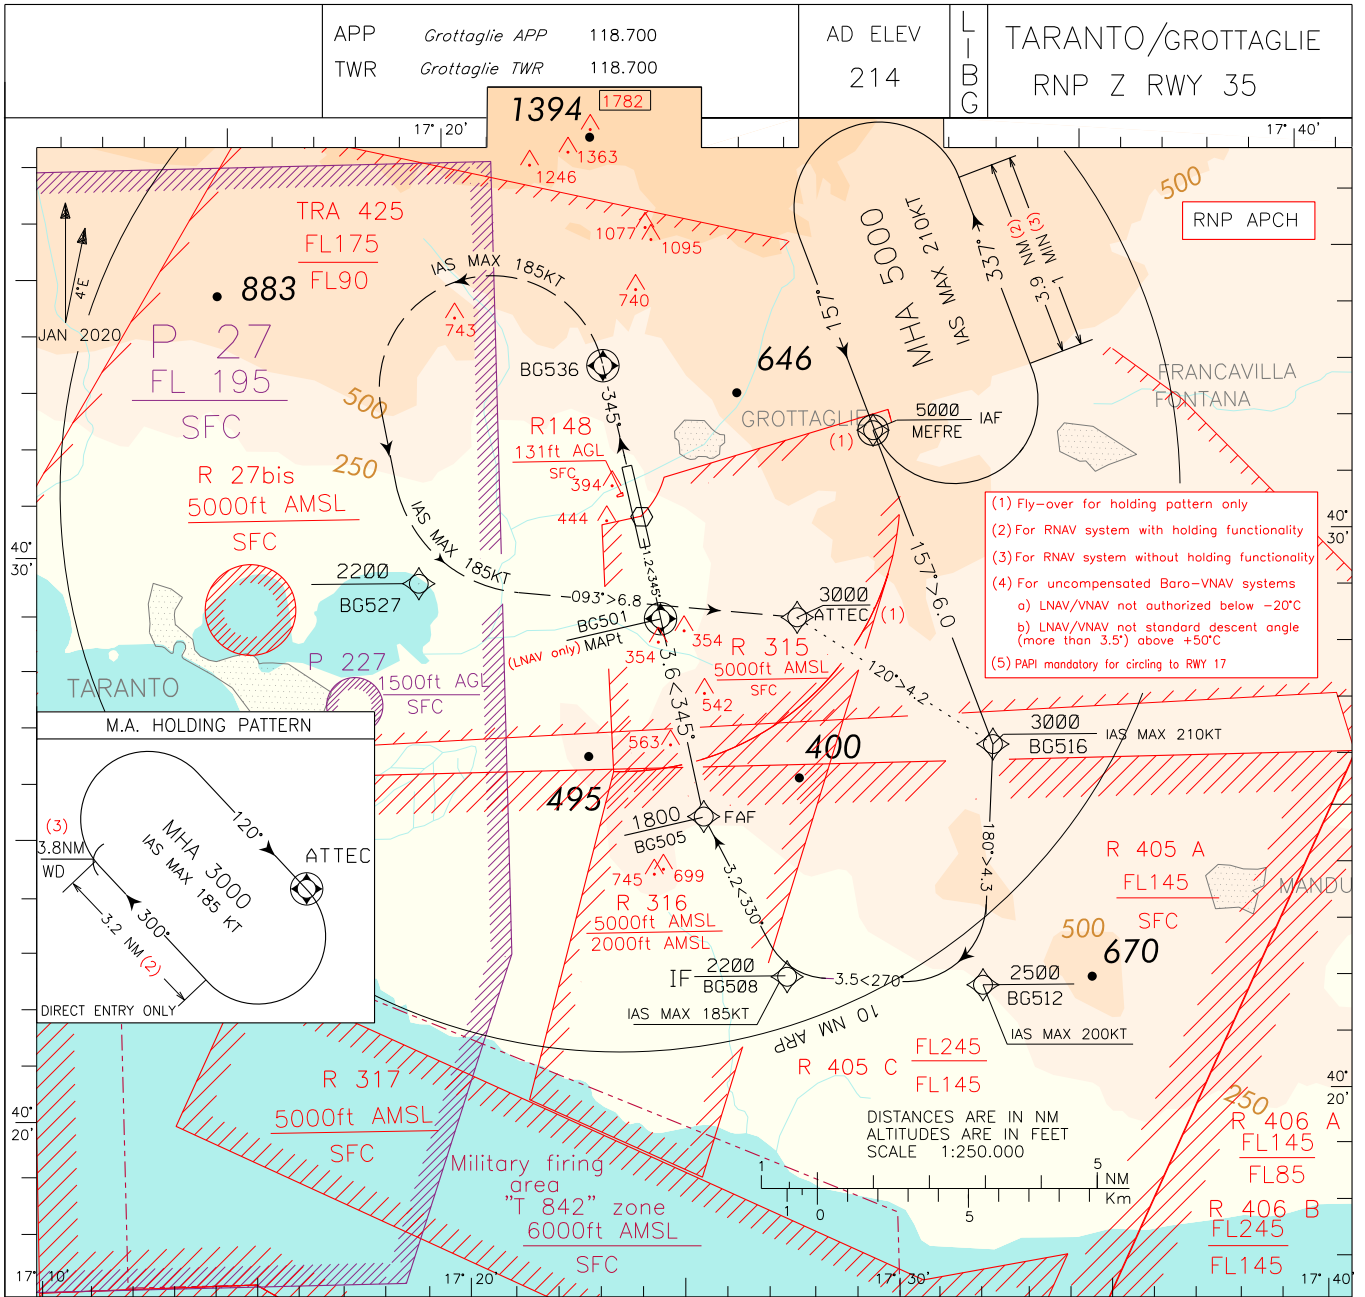 APP Grottaglie APP 118.700
TWR Grottaglie TWR 118.700
AD ELEV
214
LIBG
TARANTO/GROTTAGLIE
RNP Z RWY 35
17° 20' 17° 40'
1394 1782
1363
1246
1077 1095
740
743
TRA 425
FL175
FL90
883
4°E
JAN 2020
P 27
FL 195
SFC
IAS MAX 185KT
BG536
345°
646
157°
MHA 5000
IAS MAX 210KT
337°
3.9 NM (2)
1 MIN (3)
500
RNP APCH
FRANCAVILLA
FONTANA
GROTTAGLIE
(1)
5000 IAF
MEFRE
500
250
R148
131ft AGL
SFC
394
444
R 27bis
5000ft AMSL
SFC
IAS MAX 185KT
2200
BG527
(1) Fly-over for holding pattern only
(2) For RNAV system with holding functionality
(3) For RNAV system without holding functionality
(4) For uncompensated Baro-VNAV systems
a) LNAV/VNAV not authorized below -20°C
b) LNAV/VNAV not standard descent angle
(more than 3.5°) above +50°C
(5) PAPI mandatory for circling to RWY 17
40° 30'
40° 30'
1.2<345°
093°>6.8
BG501
MAPt
(LNAV only)
354 354
3000
ATTEC (1)
157°>6.0
120°>4.2
R 315
5000ft AMSL
SFC
542
563
3.6<345°
TARANTO
P 227
1500ft AGL
SFC
3000
BG516
IAS MAX 210KT
400
495
1800
BG505
FAF
745 699
R 316
5000ft AMSL
2000ft AMSL
3.2<330°
180°>4.3
IF 2200
BG508
IAS MAX 185KT
3.5<270°
2500
BG512
IAS MAX 200KT
10 NM ARP
R 405 A
FL145
SFC
MANDU
500
670
M.A. HOLDING PATTERN
(3)
3.8NM
WD
120°
MHA 3000
IAS MAX 185 KT
ATTEC
300°
3.2 NM (2)
DIRECT ENTRY ONLY
R 405 C FL245
FL145
R 317
5000ft AMSL
SFC
40° 20'
40° 20'
DISTANCES ARE IN NM
ALTITUDES ARE IN FEET
SCALE 1:250.000
1 5 NM
Km
1 0 5
Military firing
area
"T 842" zone
6000ft AMSL
SFC
250
R 406 A
FL145
FL85
R 406 B
FL245
FL145
17° 10' 17° 20' 17° 30' 17° 40'